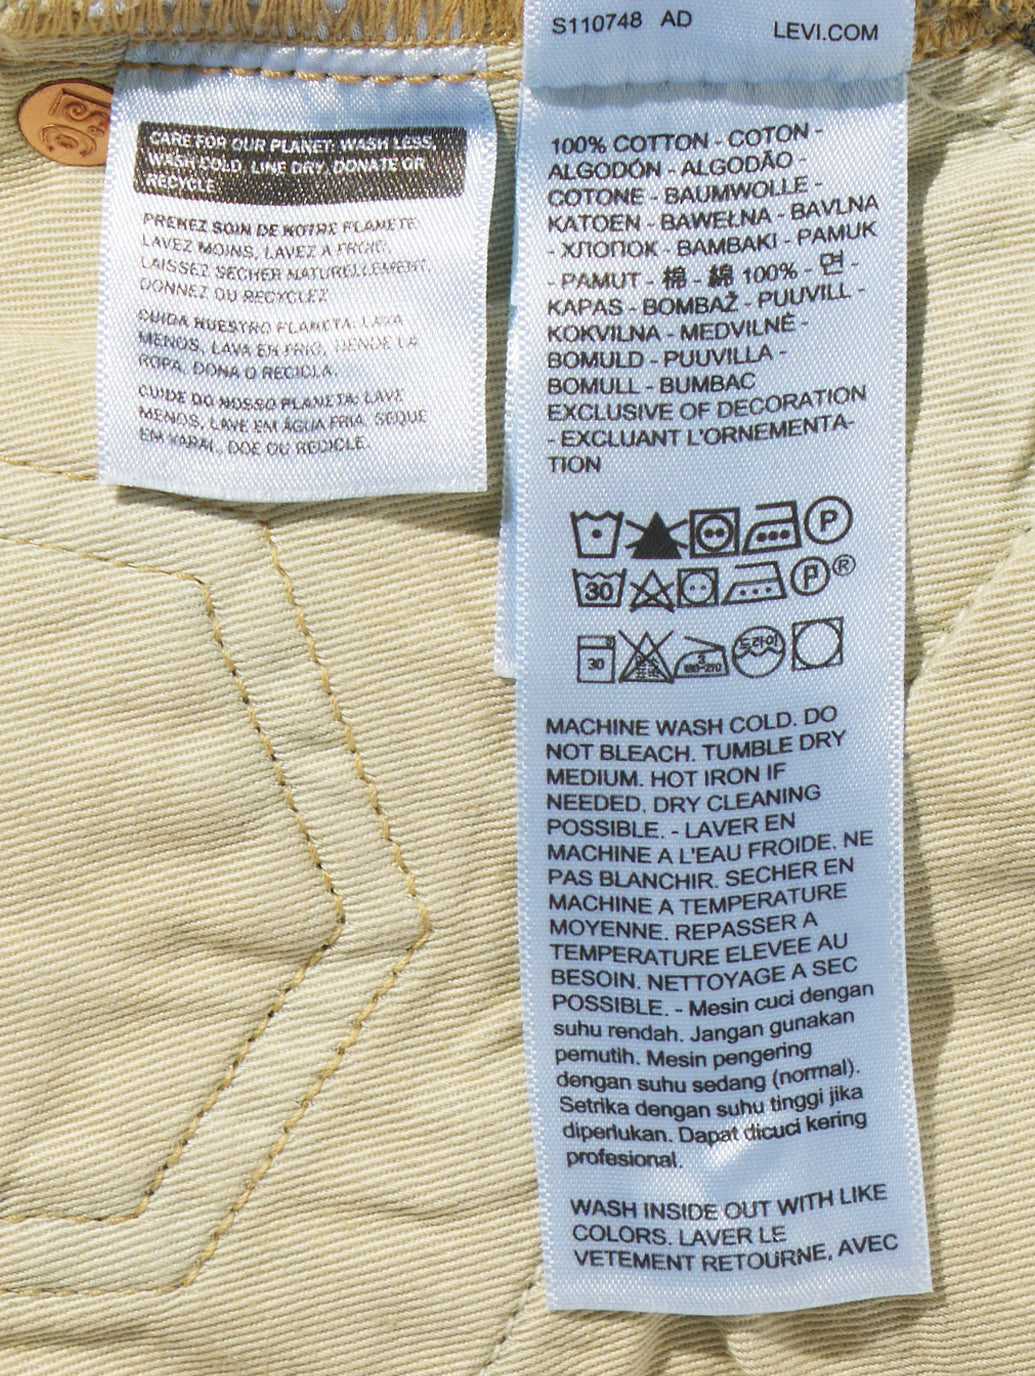 CARE FOR OUR PLANET: WASH LESS,
WASH COLD, LINE DRY, DONATE OR
RECYCLE
PRENEZ SOIN DE NOTRE PLANETE:
LAVEZ MOINS, LAVEZ A FROID,
LAISSEZ SECHER NATURELLEMENT,
DONNEZ OU RECYCLEZ
CUIDA NUESTRO PLANETA: LAVA
MENOS, LAVA EN FRIO, TIENDE LA
ROPA, DONA O RECICLA.
CUIDE DO NOSSO PLANETA: LAVE
MENOS, LAVE EM ÁGUA FRIA, SEQUE
EM VARAL, DOE OU RECICLE.
S110748 AD
LEVI.COM
100% COTTON - COTON -
ALGODÓN - ALGODÃO -
COTONE - BAUMWOLLE -
KATOEN - BAWEŁNA - BAVLNA
- ХЛОПОК - BAMBAKI - PAMUK
- PAMUT - 棉 - 綿 100% - 면 -
KAPAS - BOMBAŽ - PUUVILL -
KOKVILNA - MEDVILNĖ -
BOMULD - PUUVILLA -
BOMULL - BUMBAC
EXCLUSIVE OF DECORATION
- EXCLUANT L'ORNEMENTA-
TION
P
30 P ®
30 3 180-210 드라이
MACHINE WASH COLD. DO
NOT BLEACH. TUMBLE DRY
MEDIUM. HOT IRON IF
NEEDED. DRY CLEANING
POSSIBLE. - LAVER EN
MACHINE A L'EAU FROIDE. NE
PAS BLANCHIR. SECHER EN
MACHINE A TEMPERATURE
MOYENNE. REPASSER A
TEMPERATURE ELEVEE AU
BESOIN. NETTOYAGE A SEC
POSSIBLE. - Mesin cuci dengan
suhu rendah. Jangan gunakan
pemutih. Mesin pengering
dengan suhu sedang (normal).
Setrika dengan suhu tinggi jika
diperlukan. Dapat dicuci kering
profesional.
WASH INSIDE OUT WITH LIKE
COLORS. LAVER LE
VETEMENT RETOURNE, AVEC